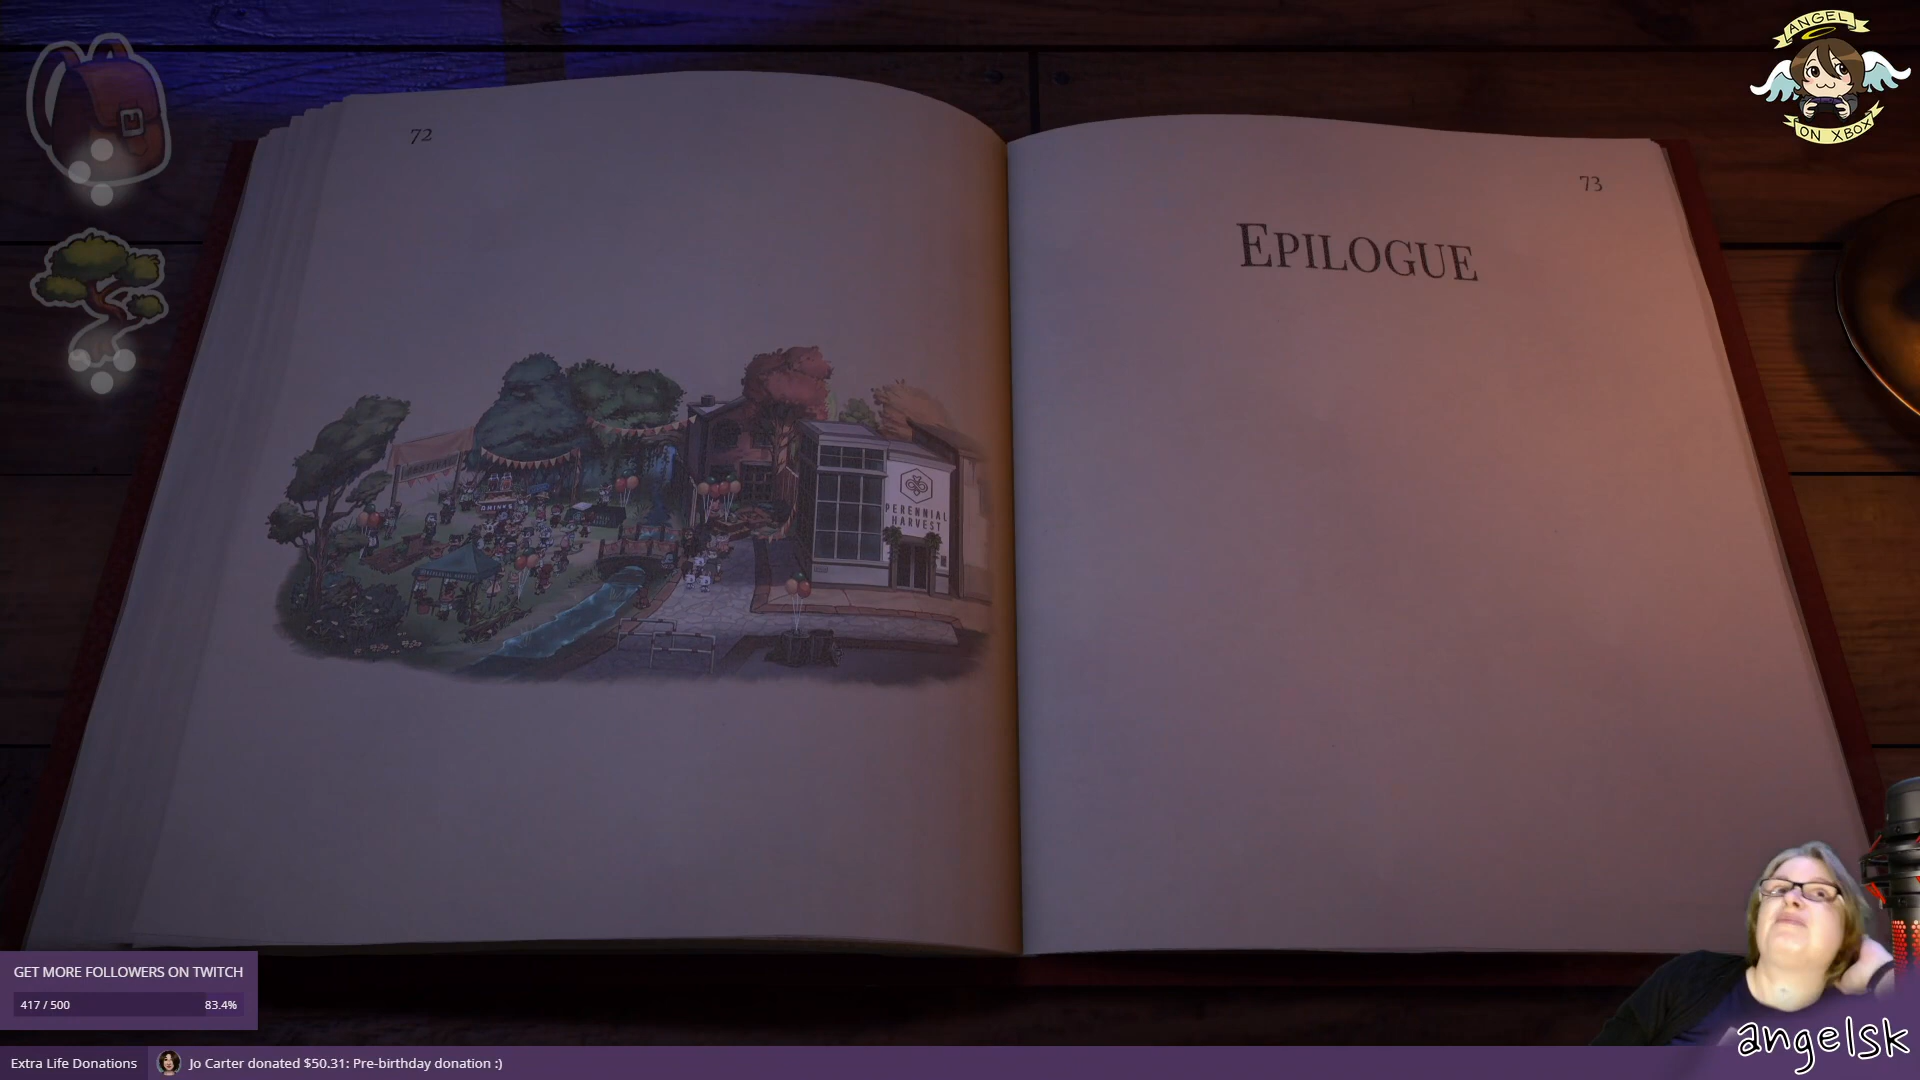 ANGEL
ON XBOX
72
73
EPILOGUE
DRINKS
PERENNIAL
HARVEST
GET MORE FOLLOWERS ON TWITCH
417 / 500
83.4%
angelsk
Extra Life Donations
Jo Carter donated $50.31: Pre-birthday donation :)